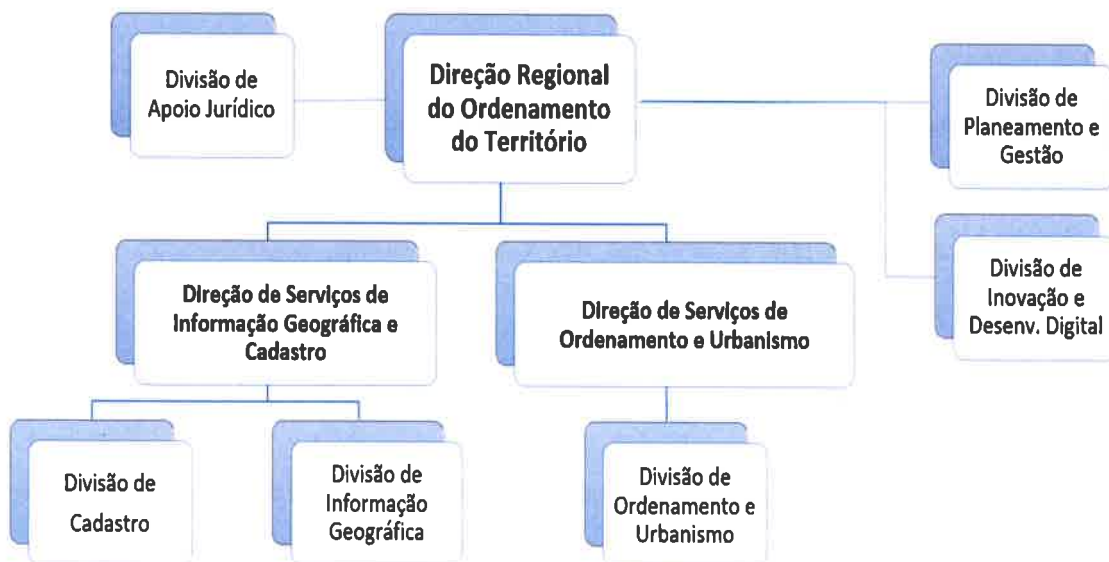 Divisão de
Apoio Jurídico
Direção Regional
do Ordenamento
do Território
Divisão de
Planeamento e
Gestão
Divisão de
Inovação e
Desenv. Digital
Direção de Serviços de
Informação Geográfica e
Cadastro
Direção de Serviços de
Ordenamento e Urbanismo
Divisão de
Cadastro
Divisão de
Informação
Geográfica
Divisão de
Ordenamento e
Urbanismo